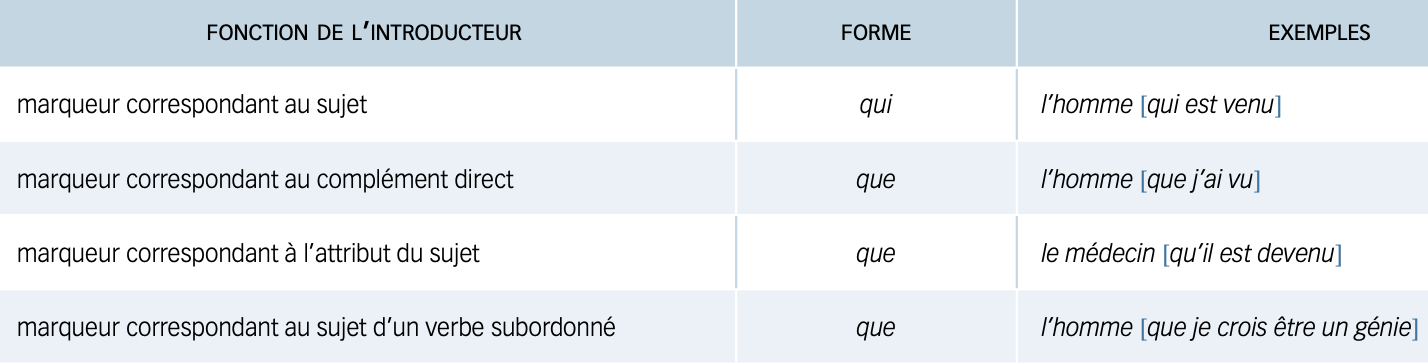 FONCTION DE L’INTRODUCTEUR FORME EXEMPLES
marqueur correspondant au sujet qui l’homme [qui est venu]
marqueur correspondant au complément direct que l’homme [que j’ai vu]
marqueur correspondant à l’attribut du sujet que le médecin [qu’il est devenu]
marqueur correspondant au sujet d’un verbe subordonné que l’homme [que je crois être un génie]